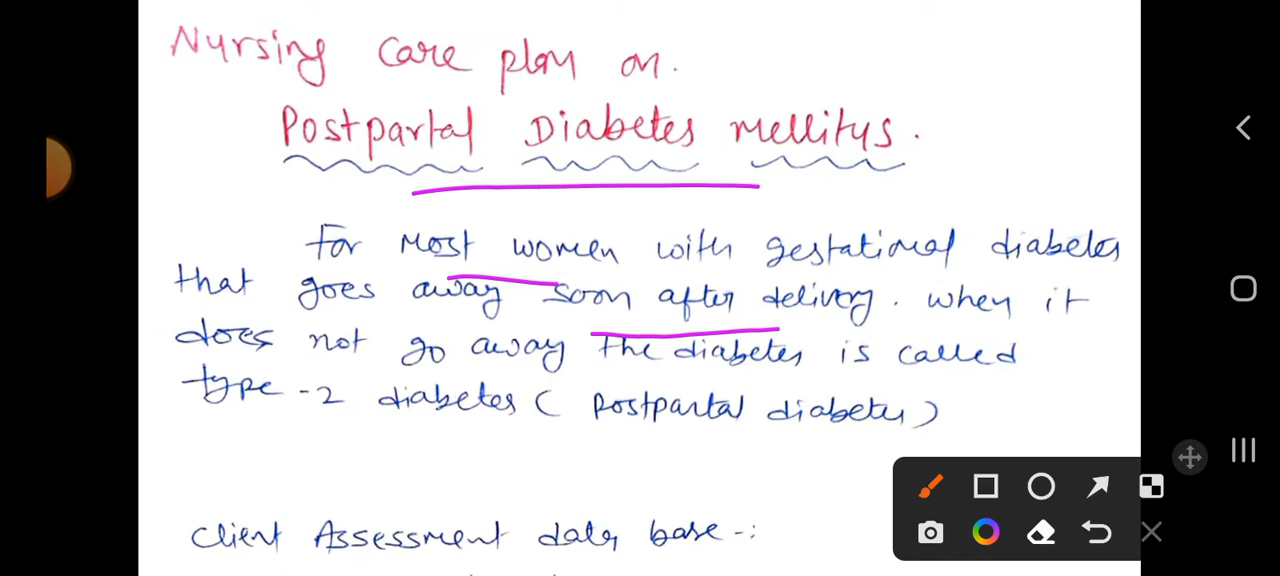 Nursing Care plan on.
Postpartal Diabetes mellitys.
For most women with gestational diabetes
that goes away soon after delivery. when it
does not go away the diabetes is called
type-2 diabetes ( Postpartal diabetes )
Client Assessment data base -: